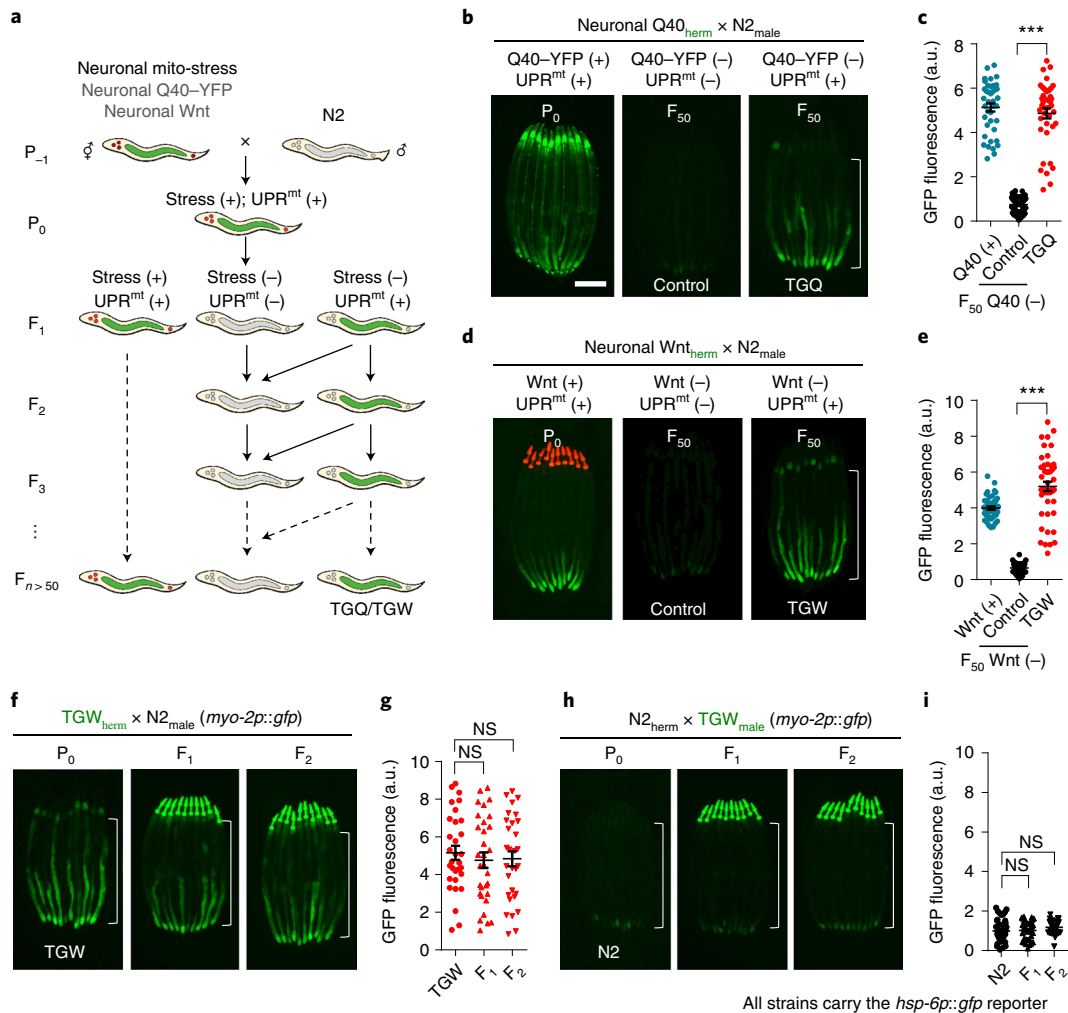 a
Neuronal mito-stress
Neuronal Q40–YFP
Neuronal Wnt
N2
P–1
⚥
×
♂
Stress (+); UPRmt (+)
P0
Stress (+)
UPRmt (+)
Stress (–)
UPRmt (–)
Stress (–)
UPRmt (+)
F1
F2
F3
⋮
Fn>50
TGQ/TGW
b
Neuronal Q40herm × N2male
Q40–YFP (+)
UPRmt (+)
Q40–YFP (–)
UPRmt (–)
Q40–YFP (–)
UPRmt (+)
P0
F50
F50
Control
TGQ
c
***
GFP fluorescence (a.u.)
8
6
4
2
0
Q40 (+)
Control
TGQ
F50 Q40 (–)
d
Neuronal Wntherm × N2male
Wnt (+)
UPRmt (+)
Wnt (–)
UPRmt (–)
Wnt (–)
UPRmt (+)
P0
F50
F50
Control
TGW
e
***
GFP fluorescence (a.u.)
10
8
6
4
2
0
Wnt (+)
Control
TGW
F50 Wnt (–)
f
TGWherm × N2male (myo-2p::gfp)
P0
F1
F2
TGW
g
NS
NS
GFP fluorescence (a.u.)
10
8
6
4
2
0
TGW
F1
F2
h
N2herm × TGWmale (myo-2p::gfp)
P0
F1
F2
N2
i
GFP fluorescence (a.u.)
10
8
6
4
2
0
NS
NS
N2
F1
F2
All strains carry the hsp-6p::gfp reporter